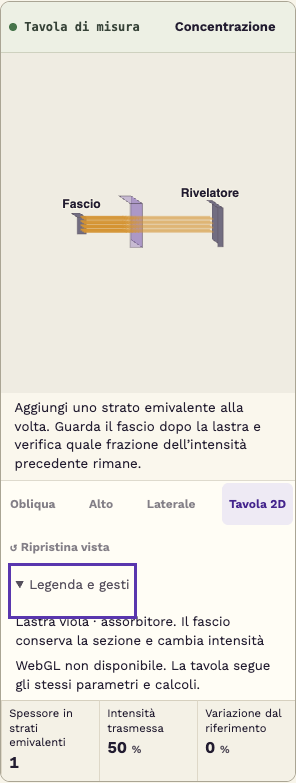 Tavola di misura
Concentrazione
Fascio
Rivelatore
Aggiungi uno strato emivalente alla
volta. Guarda il fascio dopo la lastra e
verifica quale frazione dell’intensità
precedente rimane.
Obliqua
Alto
Laterale
Tavola 2D
↺ Ripristina vista
▼ Legenda e gesti
Lastra viola · assorbitore. Il fascio
conserva la sezione e cambia intensità
WebGL non disponibile. La tavola segue
gli stessi parametri e calcoli.
Spessore in
strati
emivalenti
1
Intensità
trasmessa
50 %
Variazione dal
riferimento
0 %